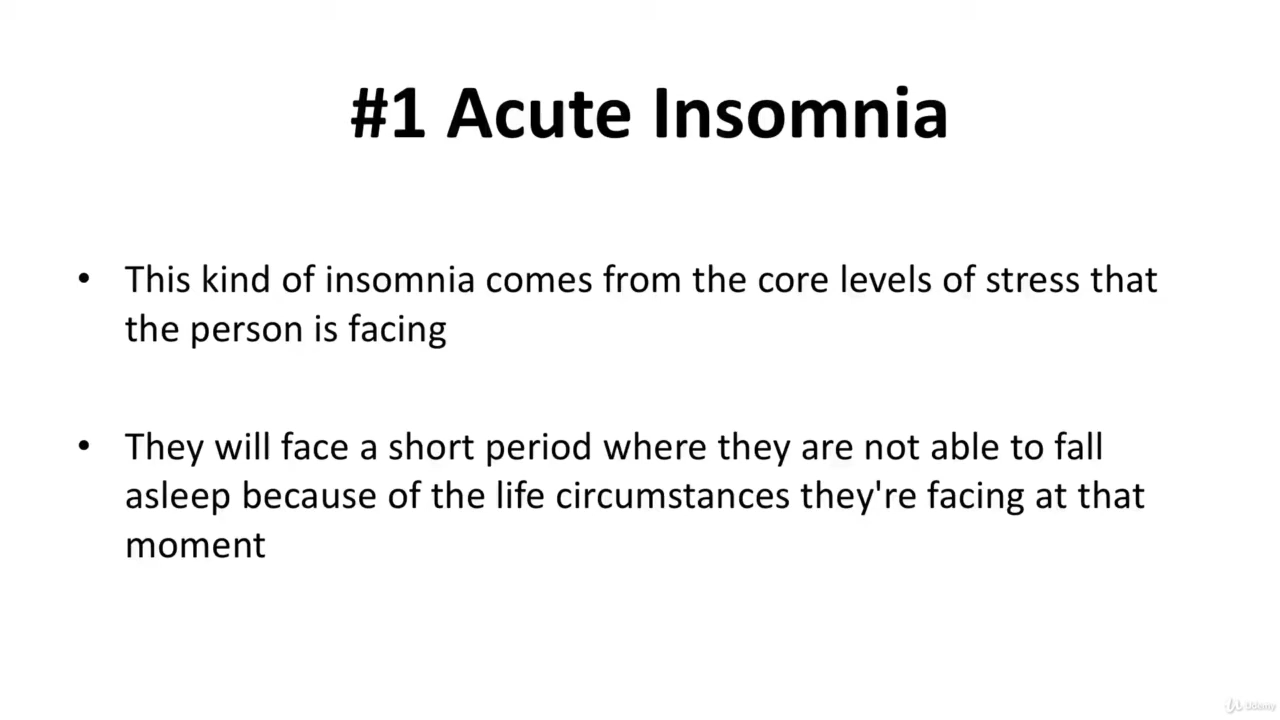 #1 Acute Insomnia
• This kind of insomnia comes from the core levels of stress that
the person is facing
• They will face a short period where they are not able to fall
asleep because of the life circumstances they're facing at that
moment
Udemy